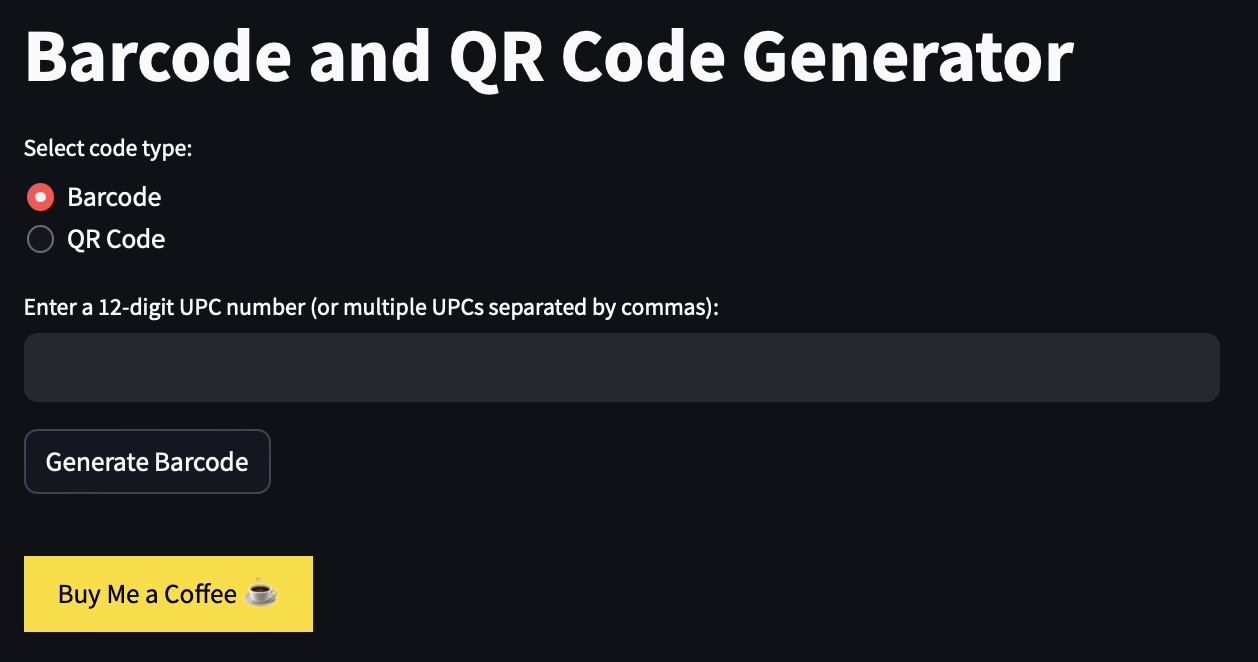 Barcode and QR Code Generator
Select code type:
Barcode
QR Code
Enter a 12-digit UPC number (or multiple UPCs separated by commas):
Generate Barcode
Buy Me a Coffee ☕